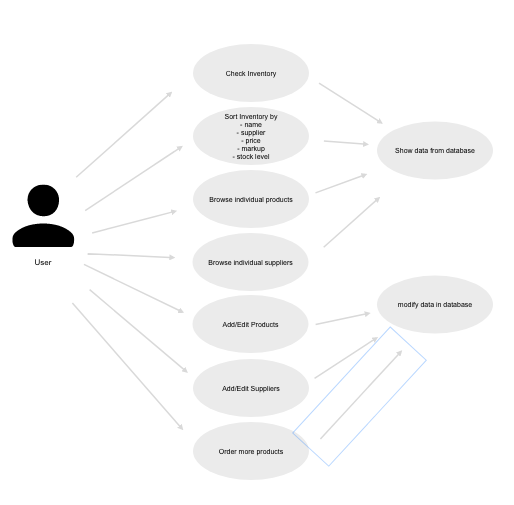 Check Inventory
Sort Inventory by
- name
- supplier
- price
- markup
- stock level
Show data from database
Browse individual products
User
Browse individual suppliers
modify data in database
Add/Edit Products
Add/Edit Suppliers
Order more products